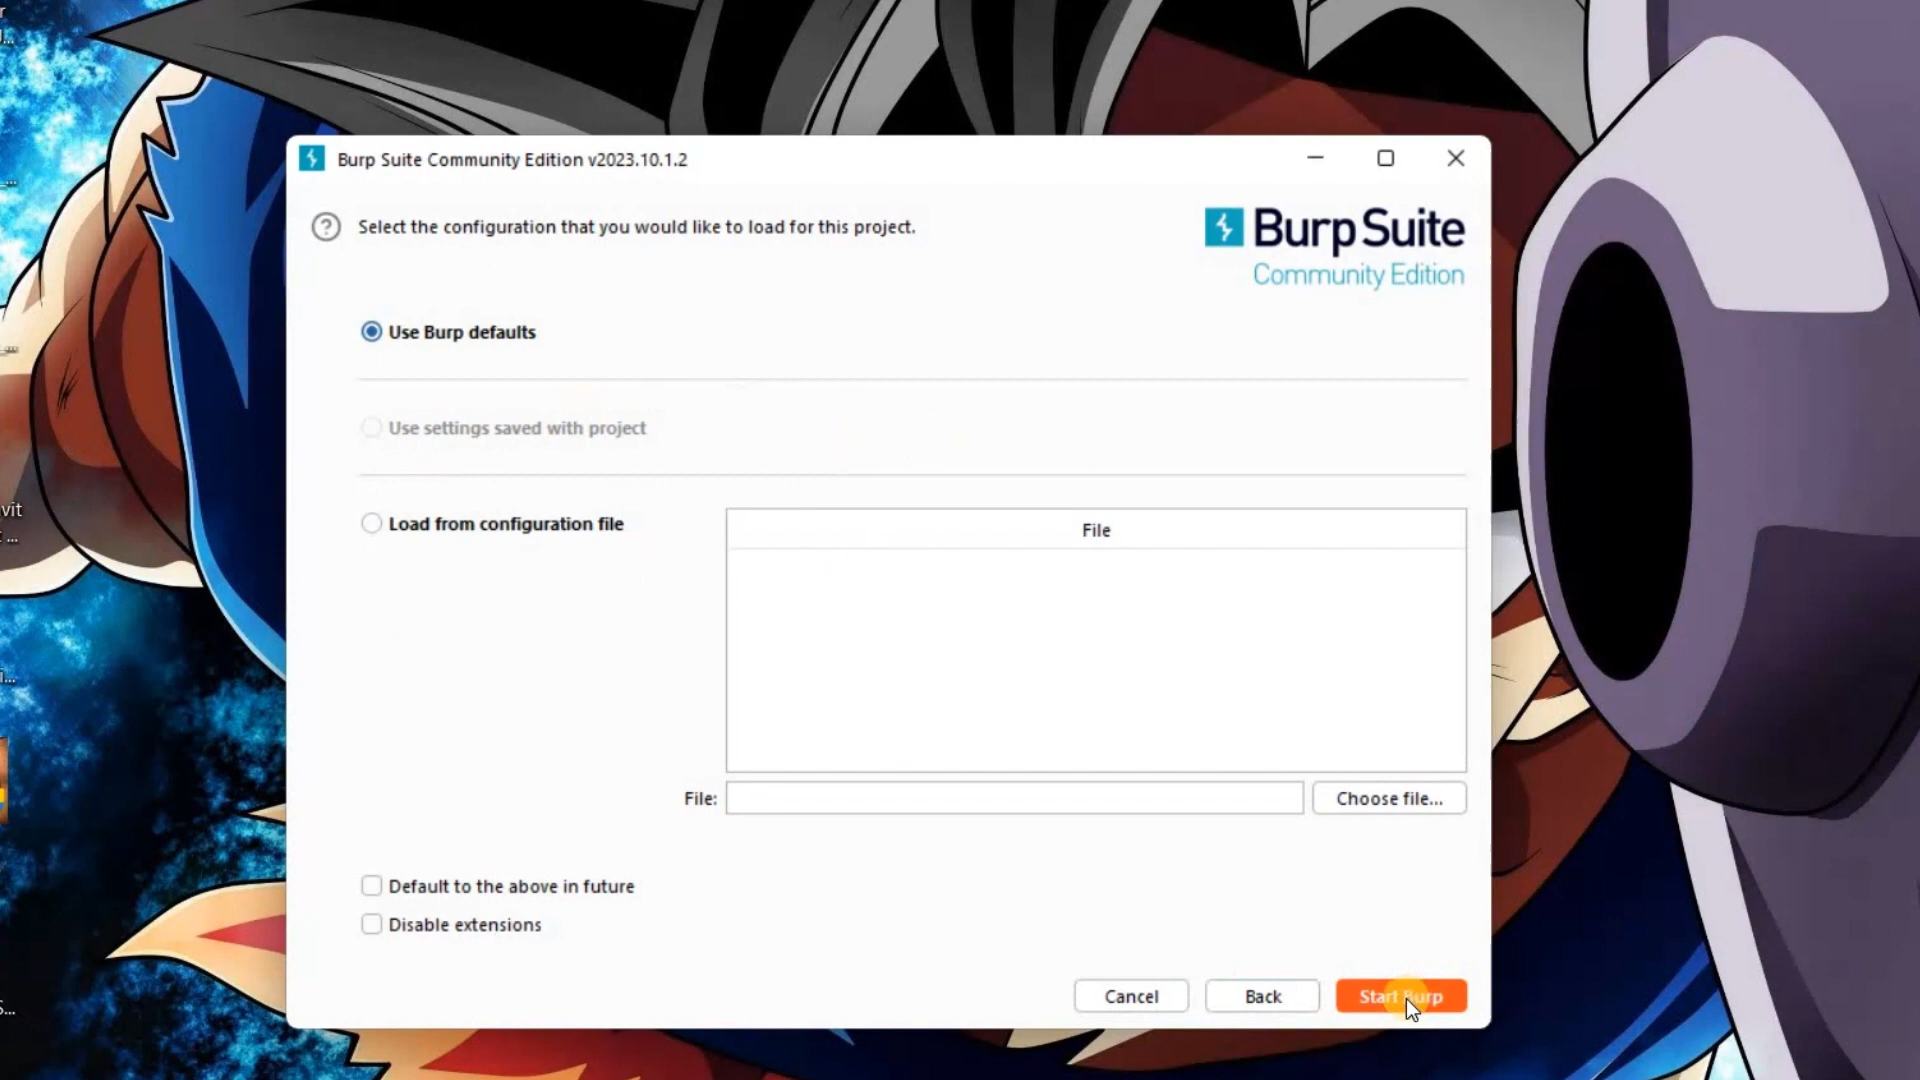 Burp Suite Community Edition v2023.10.1.2
Select the configuration that you would like to load for this project.
Burp Suite
Community Edition
Use Burp defaults
Use settings saved with project
Load from configuration file
File
File:
Choose file...
Default to the above in future
Disable extensions
Cancel
Back
Start Burp